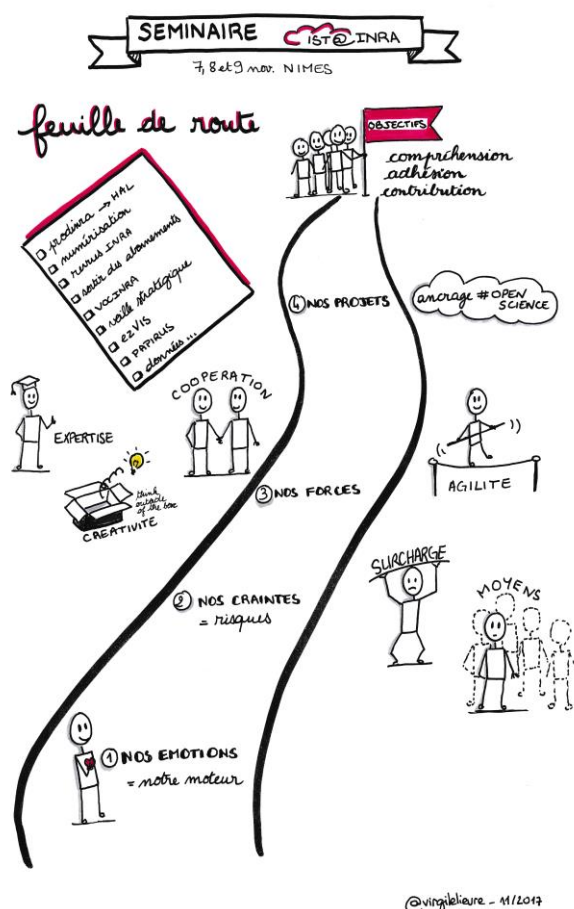 SEMINAIRE IST@INRA
7, 8 et 9 nov. NIMES
feuille de route
OBJECTIFS
compréhension
adhésion
contribution
prodinra → HAL
numérisation
revues INRA
sortir des abonnements
VOCINRA
veille stratégique
ezVIS
PAPIRUS
données...
④ NOS PROJETS
ancrage #OPEN
SCIENCE
COOPERATION
EXPERTISE
think
outside
of the box
CREATIVITE
③ NOS FORCES
AGILITE
SURCHARGE
MOYENS
② NOS CRAINTES
= risques
① NOS EMOTIONS
= notre moteur
@virgilelieure - 11/2017